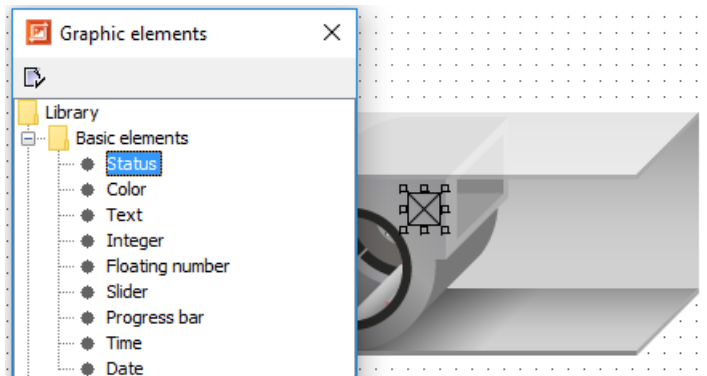 Graphic elements
Library
Basic elements
Status
Color
Text
Integer
Floating number
Slider
Progress bar
Time
Date